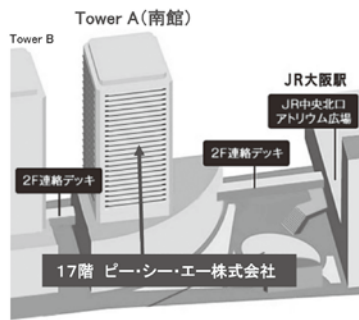 Tower A(南館)
Tower B
JR大阪駅
JR中央北口
アトリウム広場
2F連絡デッキ
2F連絡デッキ
17階 ピー・シー・エー株式会社